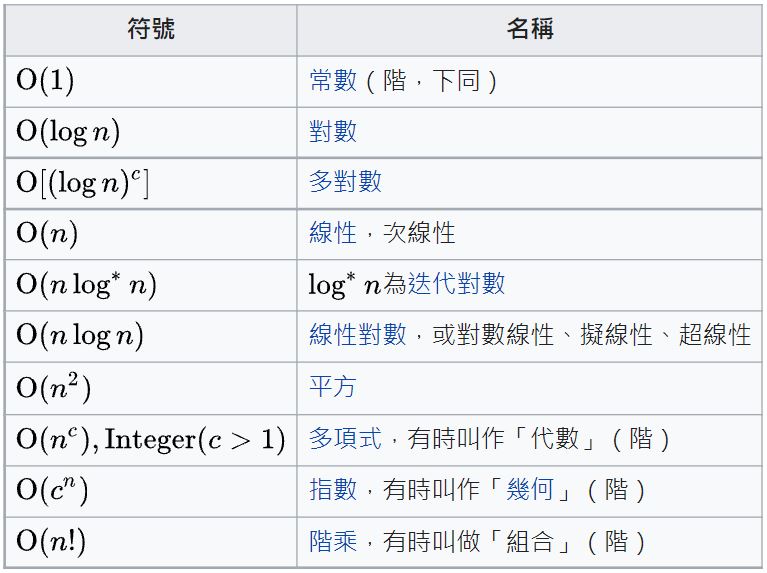 符號 名稱
O(1) 常數（階，下同）
O(log n) 對數
O[(log n)^c] 多對數
O(n) 線性，次線性
O(n log* n) log* n為迭代對數
O(n log n) 線性對數，或對數線性、擬線性、超線性
O(n²) 平方
O(n^c), Integer(c > 1) 多項式，有時叫作「代數」（階）
O(c^n) 指數，有時叫作「幾何」（階）
O(n!) 階乘，有時叫做「組合」（階）